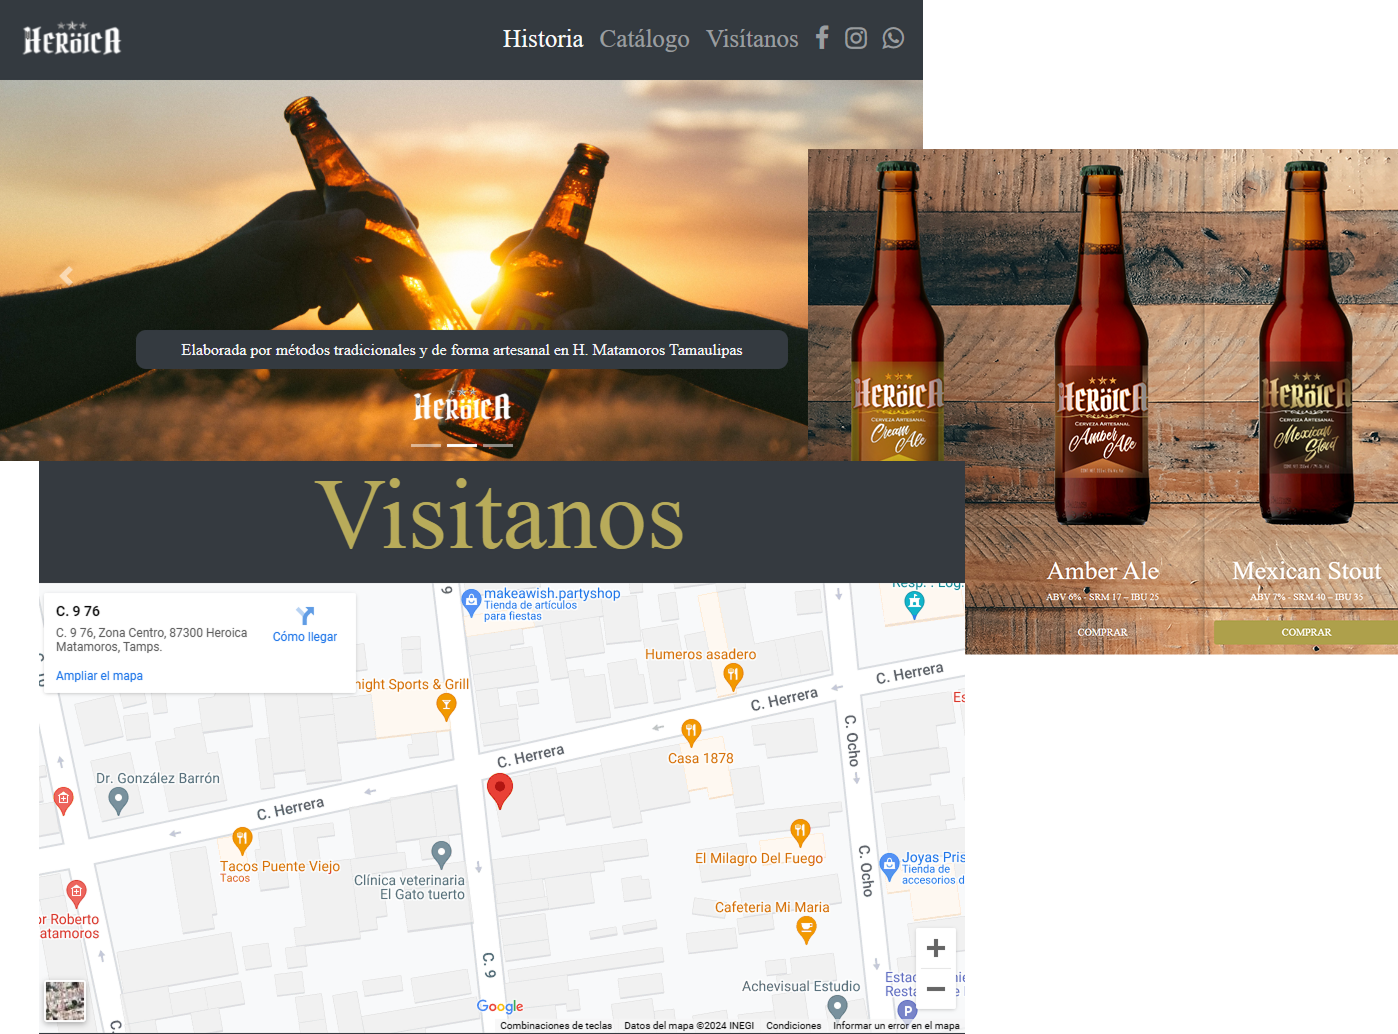 HERÖICA
Historia Catálogo Visítanos
Elaborada por métodos tradicionales y de forma artesanal en H. Matamoros Tamaulipas
HERÖICA
HERÖICA
CERVEZA ARTESANAL
Cream
Ale
HERÖICA
CERVEZA ARTESANAL
Amber
Ale
HERÖICA
CERVEZA ARTESANAL
Mexican
Stout
Amber Ale
ABV 6% - SRM 17 – IBU 25
COMPRAR
Mexican Stout
ABV 7% - SRM 40 – IBU 35
COMPRAR
Visitanos
C. 9 76
C. 9 76, Zona Centro, 87300 Heroica
Matamoros, Tamps.
Cómo llegar
Ampliar el mapa
9
makeawish.partyshop
Tienda de artículos
para fiestas
Resp. . Log.
Humeros asadero
C. Herrera
C. Herrera
Es
night Sports & Grill
C. Herrera
Casa 1878
C. Ocho
Dr. González Barrón
C. Herrera
Tacos Puente Viejo
Tacos
Clínica veterinaria
El Gato tuerto
El Milagro Del Fuego
C. Ocho
Joyas Pris
Tienda de
accesorios d
or Roberto
atamoros
Cafeteria Mi Maria
C. 9
Achevisual Estudio
Estac
nie
Resta
e
P
C.
Google
Combinaciones de teclas Datos del mapa ©2024 INEGI Condiciones Informar un error en el mapa